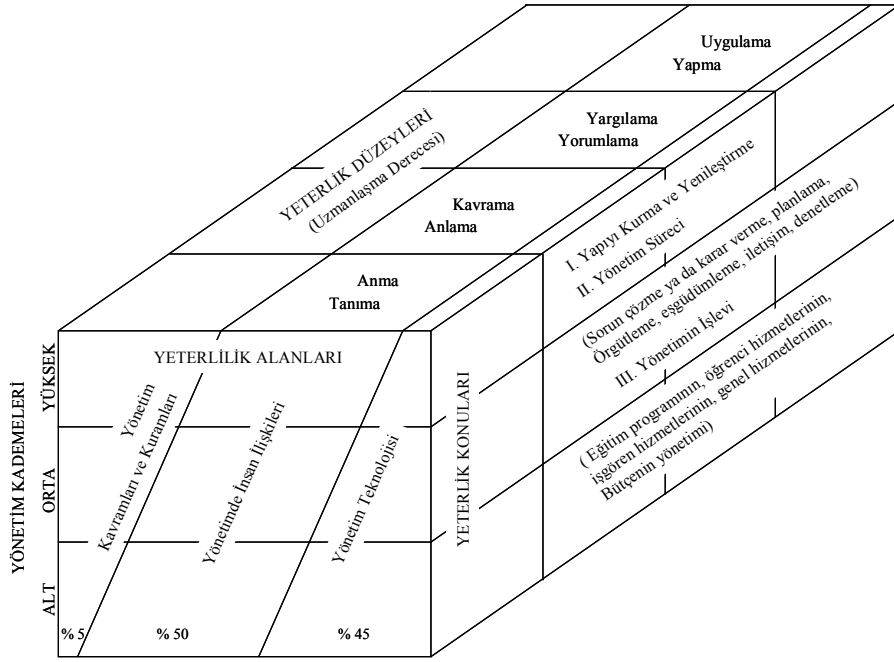 Uygulama
Yapma
Yargılama
Yorumlama
YETERLİK DÜZEYLERİ
(Uzmanlaşma Derecesi)
Kavrama
Anlama
Anma
Tanıma
I. Yapıyı Kurma ve Yenileştirme
II. Yönetim Süreci
(Sorun çözme ya da karar verme, planlama,
Örgütleme, eşgüdümleme, iletişim, denetleme)
III. Yönetimin İşlevi
( Eğitim programının, öğrenci hizmetlerinin,
işgören hizmetlerinin, genel hizmetlerinin,
Bütçenin yönetimi)
YETERLİLİK ALANLARI
YÖNETİM KADEMELERİ
YÜKSEK
ORTA
ALT
Yönetim
Kavramları ve Kuramları
Yönetimde İnsan İlişkileri
Yönetim Teknolojisi
YETERLİK KONULARI
% 5
% 50
% 45